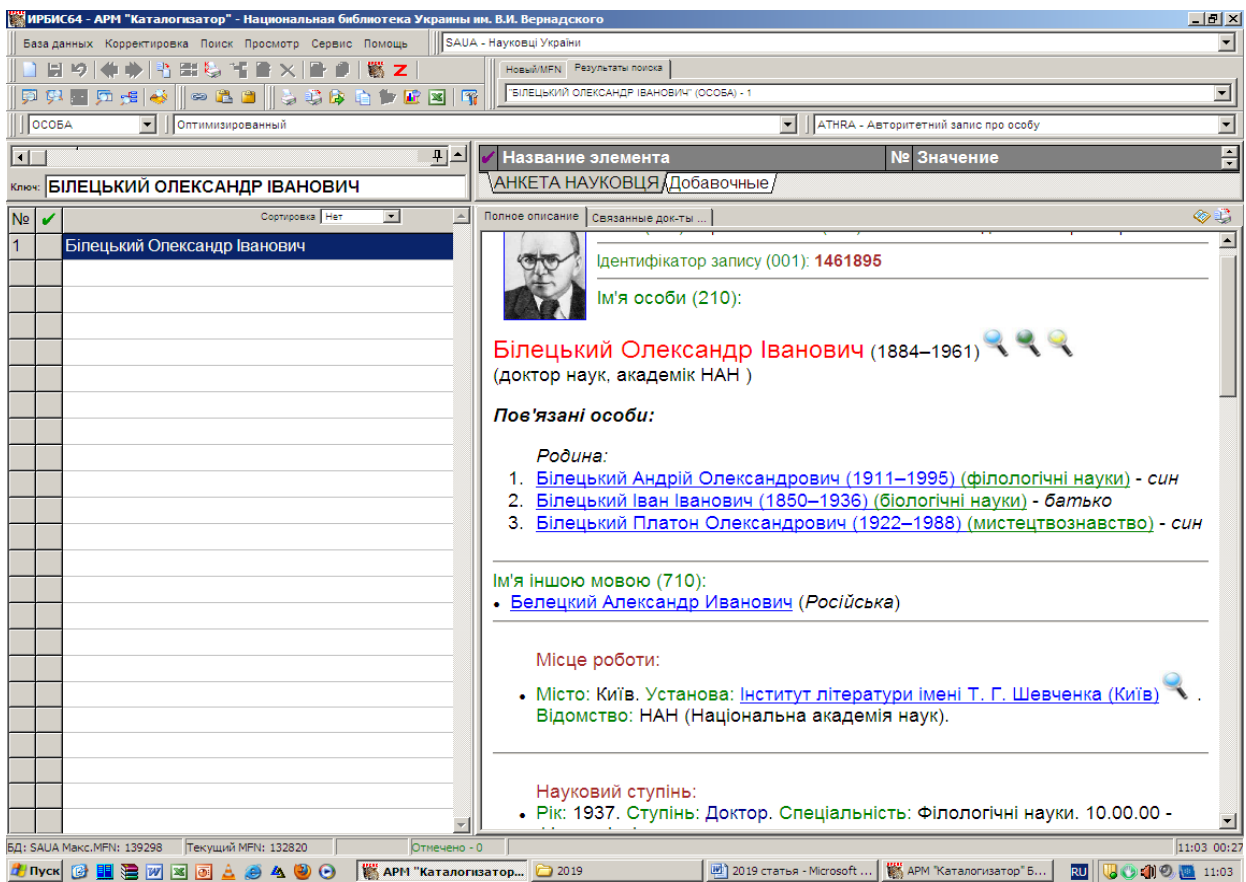 ИРБИС64 - АРМ "Каталогизатор" - Национальная библиотека Украины им. В.И. Вернадского
База данных Корректировка Поиск Просмотр Сервис Помощь
SAUA - Науковці України
Новый/MFN Результаты поиска
"БІЛЕЦЬКИЙ ОЛЕКСАНДР ІВАНОВИЧ" (ОСОБА) - 1
ОСОБА Оптимизированный ATHRA - Авторитетний запис про особу
Название элемента № Значение
Ключ: БІЛЕЦЬКИЙ ОЛЕКСАНДР ІВАНОВИЧ
АНКЕТА НАУКОВЦЯ Добавочные
№ Сортировка Нет
Полное описание Связанные док-ты ...
1 Білецький Олександр Іванович
Ідентифікатор запису (001): 1461895
Ім'я особи (210):
Білецький Олександр Іванович (1884–1961)
(доктор наук, академік НАН )
Пов'язані особи:
Родина:
1. Білецький Андрій Олександрович (1911–1995) (філологічні науки) - син
2. Білецький Іван Іванович (1850–1936) (біологічні науки) - батько
3. Білецький Платон Олександрович (1922–1988) (мистецтвознавство) - син
Ім'я іншою мовою (710):
• Белецкий Александр Иванович (Російська)
Місце роботи:
• Місто: Київ. Установа: Інститут літератури імені Т. Г. Шевченка (Київ) .
Відомство: НАН (Національна академія наук).
Науковий ступінь:
• Рік: 1937. Ступінь: Доктор. Спеціальність: Філологічні науки. 10.00.00 -
БД: SAUA Макс.MFN: 139298 Текущий MFN: 132820 Отмечено - 0 11:03 00:27
Пуск АРМ "Каталогизатор... 2019 2019 статья - Microsoft ... АРМ "Каталогизатор" Б... RU 11:03